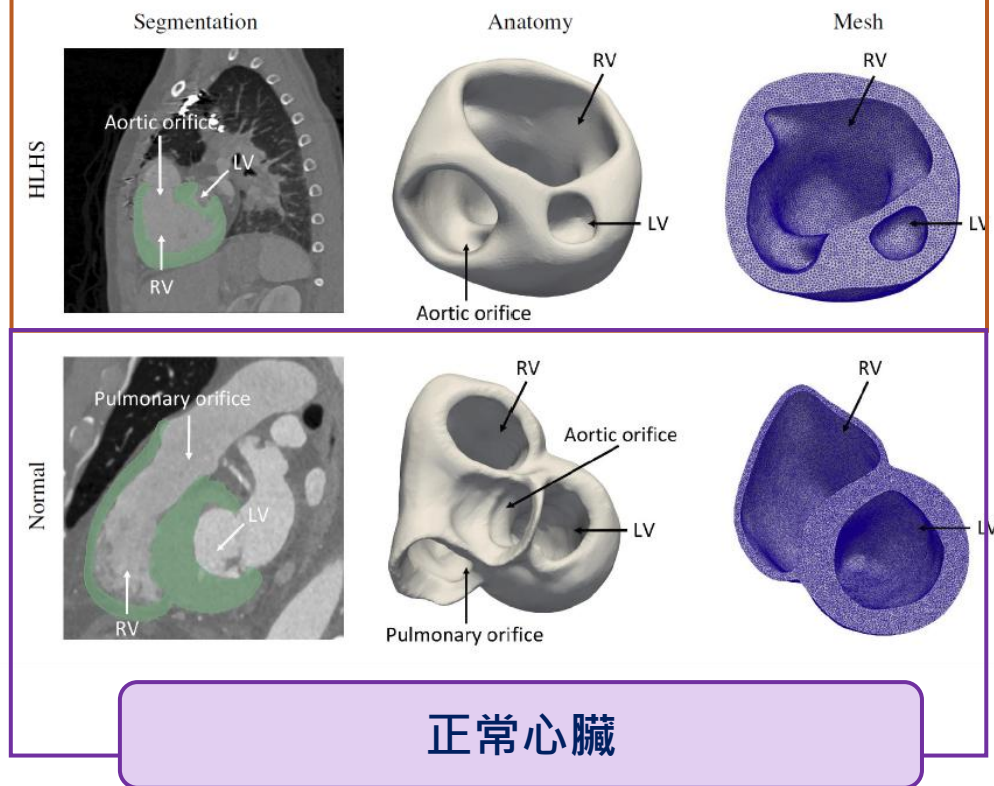 Segmentation
Anatomy
Mesh
HLHS
Aortic orifice
LV
RV
RV
LV
Aortic orifice
RV
LV
Normal
Pulmonary orifice
LV
RV
RV
Aortic orifice
LV
Pulmonary orifice
RV
LV
正常心臓